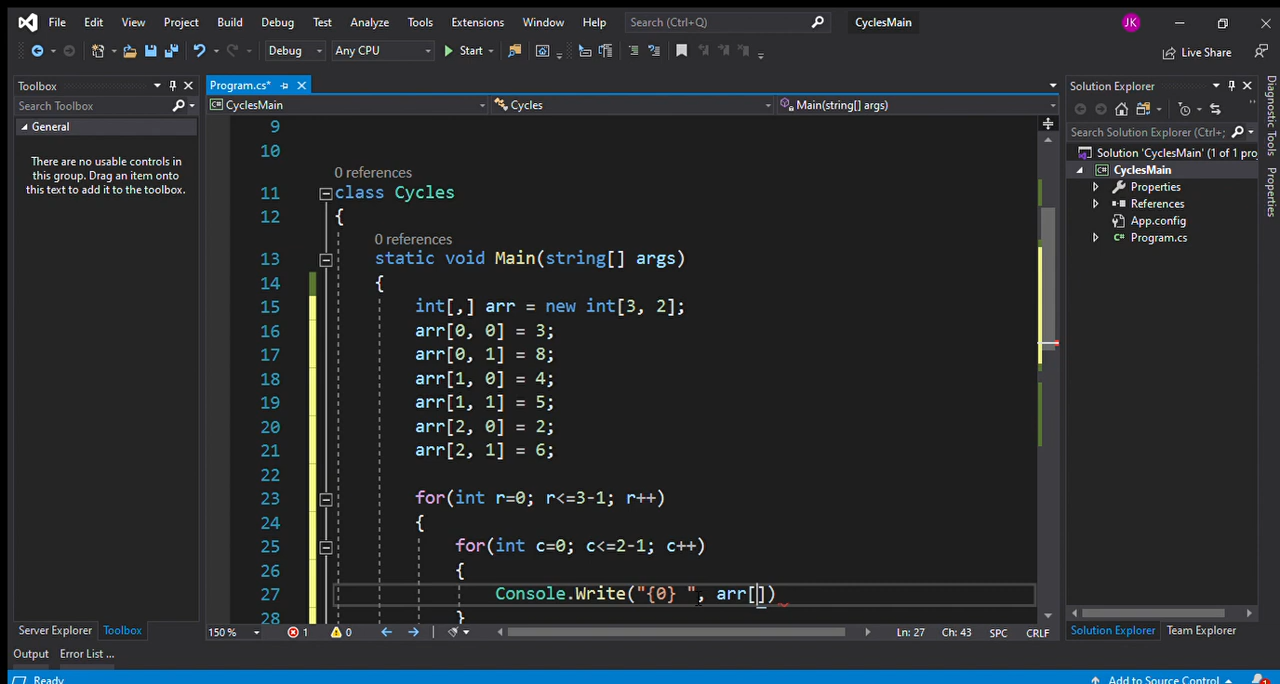 File Edit View Project Build Debug Test Analyze Tools Extensions Window Help Search (Ctrl+Q) CyclesMain JK
Debug Any CPU Start Live Share
Toolbox
Search Toolbox
General
There are no usable controls in
this group. Drag an item onto
this text to add it to the toolbox.
Server Explorer Toolbox
Program.cs*
CyclesMain Cycles Main(string[] args)
9
10
0 references
11 class Cycles
12 {
0 references
13 static void Main(string[] args)
14 {
15 int[,] arr = new int[3, 2];
16 arr[0, 0] = 3;
17 arr[0, 1] = 8;
18 arr[1, 0] = 4;
19 arr[1, 1] = 5;
20 arr[2, 0] = 2;
21 arr[2, 1] = 6;
22
23 for(int r=0; r<=3-1; r++)
24 {
25 for(int c=0; c<=2-1; c++)
26 {
27 Console.Write("{0} ", arr[])
28 }
150 % 1 0 Ln: 27 Ch: 43 SPC CRLF
Solution Explorer
Search Solution Explorer (Ctrl+;
Solution 'CyclesMain' (1 of 1 proj
CyclesMain
Properties
References
App.config
Program.cs
Solution Explorer Team Explorer
Diagnostic Tools
Properties
Output Error List ...
Ready Add to Source Control 1